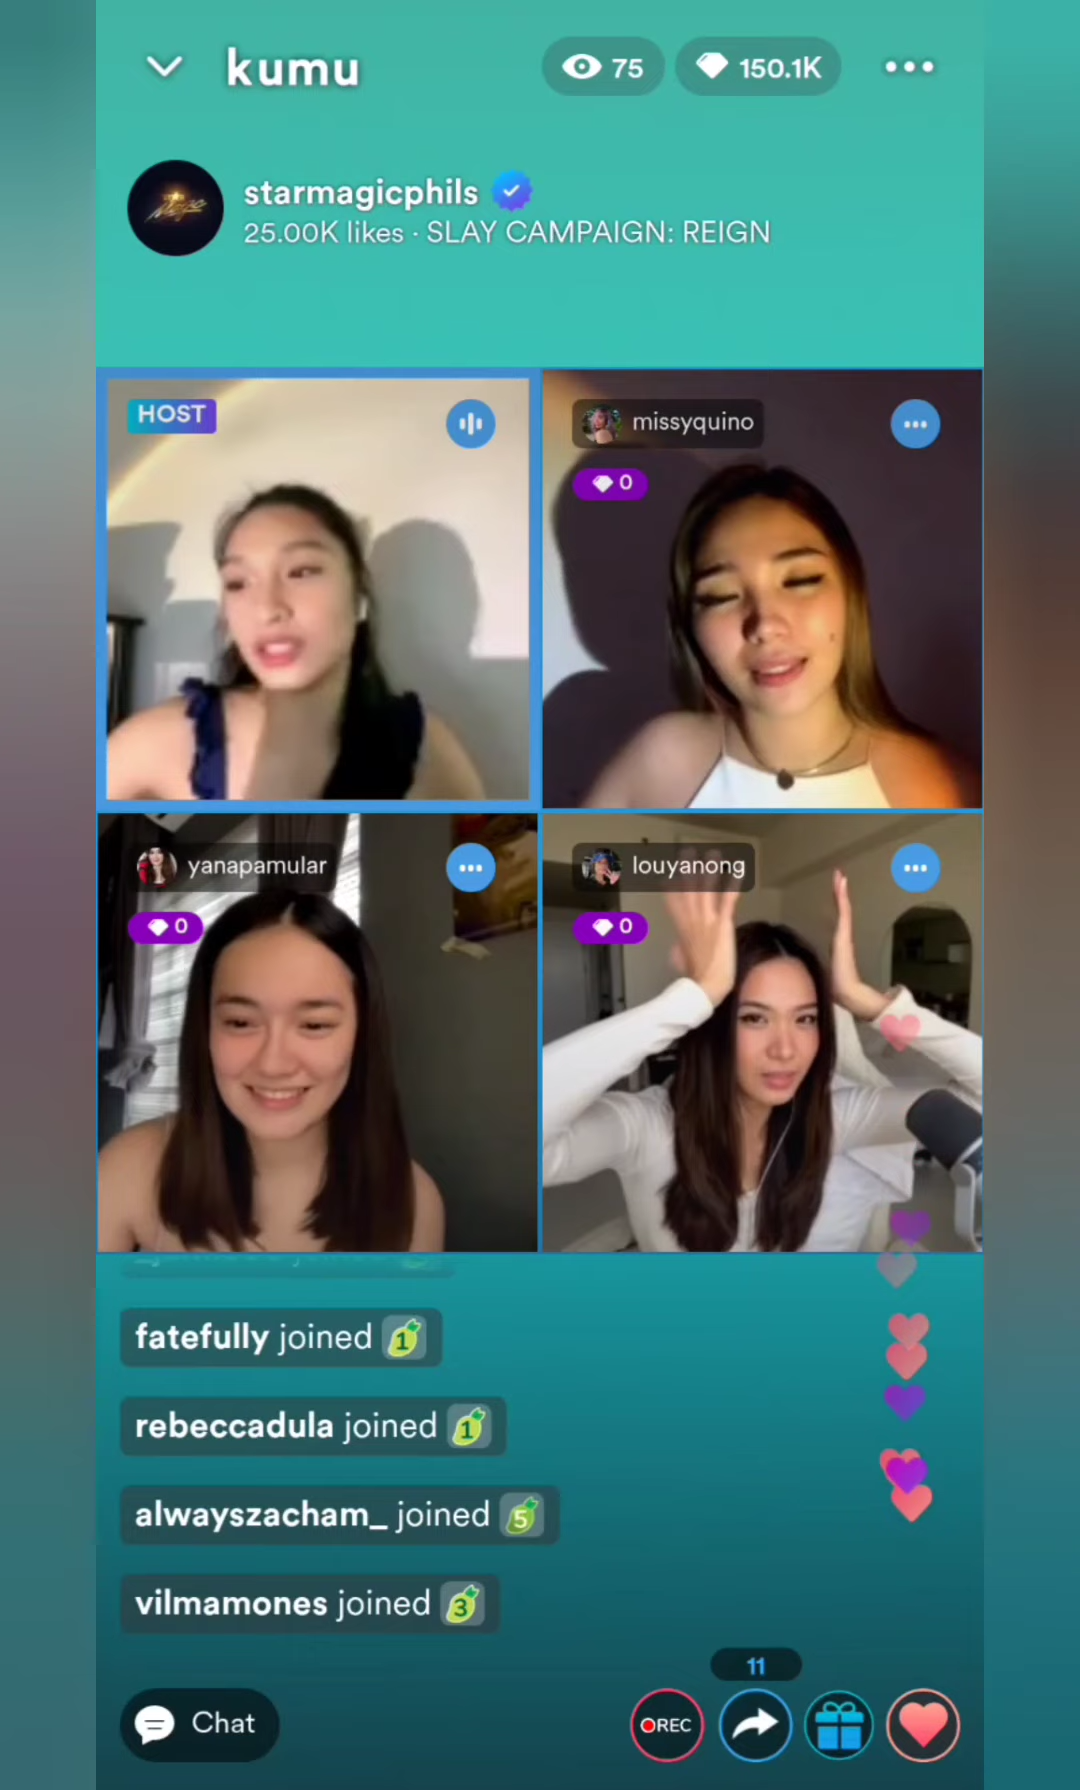 kumu
75
150.1K
starmagicphils
25.00K likes · SLAY CAMPAIGN: REIGN
HOST
missyquino
0
yanapamular
0
louyanong
0
fatefully joined 1
rebeccadula joined 1
alwayszacham_ joined 5
vilmamones joined 3
11
Chat
REC